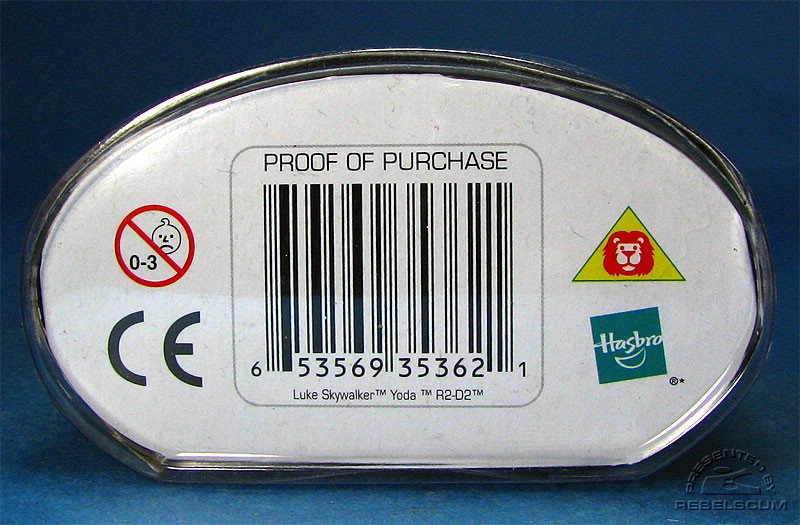 PROOF OF PURCHASE
0-3
CE
Hasbro
®*
6 53569 35362 1
Luke Skywalker™ Yoda ™ R2-D2™
PRESENTED BY
REBELSCUM